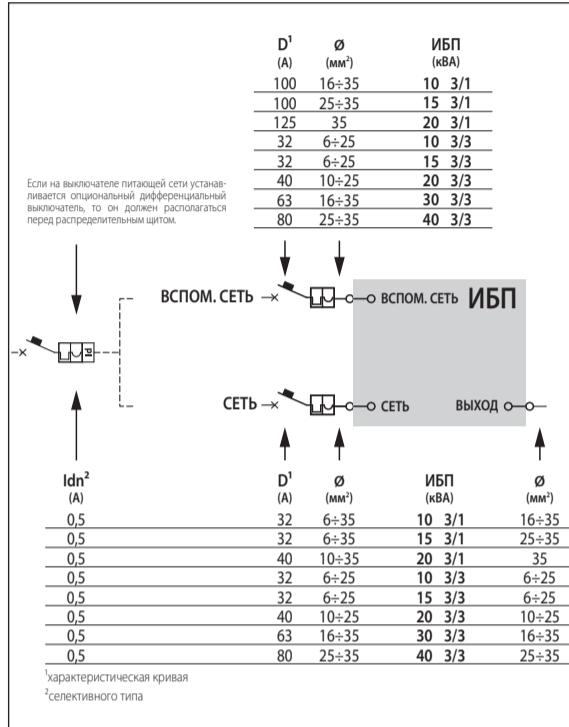 D¹ Ø ИБП
(А) (мм²) (кВА)
100 16÷35 10 3/1
100 25÷35 15 3/1
125 35 20 3/1
32 6÷25 10 3/3
32 6÷25 15 3/3
40 10÷25 20 3/3
63 16÷35 30 3/3
80 25÷35 40 3/3
Если на выключателе питающей сети устанав-
ливается опциональный дифференциальный
выключатель, то он должен располагаться
перед распределительным щитом.
ВСПОМ. СЕТЬ ВСПОМ. СЕТЬ ИБП
Id
СЕТЬ СЕТЬ ВЫХОД
Idn² D¹ Ø ИБП Ø
(А) (А) (мм²) (кВА) (мм²)
0,5 32 6÷35 10 3/1 16÷35
0,5 32 6÷35 15 3/1 25÷35
0,5 40 10÷35 20 3/1 35
0,5 32 6÷25 10 3/3 6÷25
0,5 32 6÷25 15 3/3 6÷25
0,5 40 10÷25 20 3/3 10÷25
0,5 63 16÷35 30 3/3 16÷35
0,5 80 25÷35 40 3/3 25÷35
¹характеристическая кривая
²селективного типа